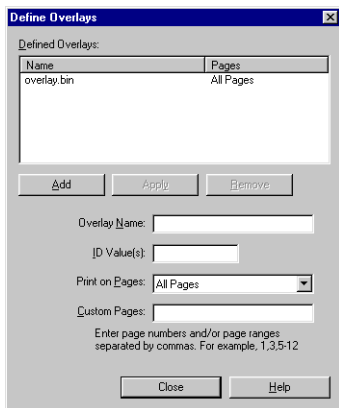 Define Overlays
Defined Overlays:
Name Pages
overlay.bin All Pages
Add Apply Remove
Overlay Name:
ID Value(s):
Print on Pages: All Pages
Custom Pages:
Enter page numbers and/or page ranges
separated by commas. For example, 1,3,5-12
Close Help